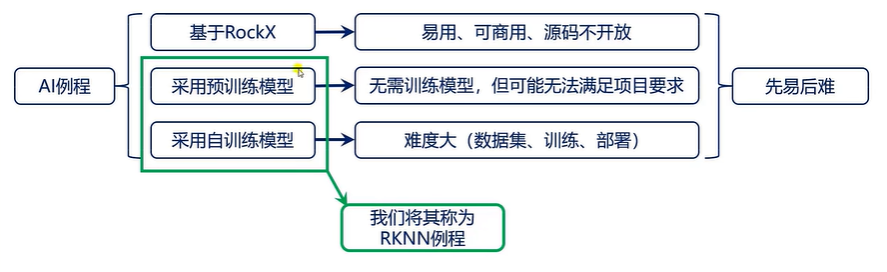 AI例程
基于RockX
易用、可商用、源码不开放
采用预训练模型
无需训练模型，但可能无法满足项目要求
采用自训练模型
难度大（数据集、训练、部署）
先易后难
我们将其称为
RKNN例程